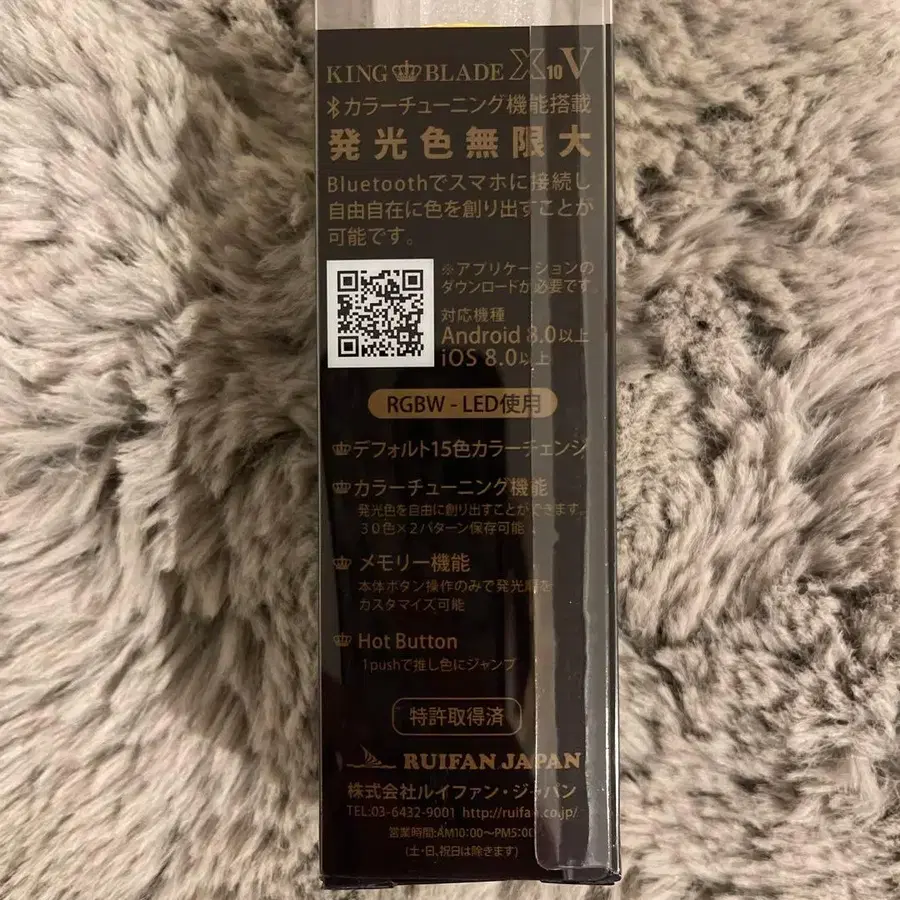 KING BLADE X10 V
カラーチューニング機能搭載
発光色無限大
Bluetoothでスマホに接続し
自由自在に色を創り出すことが
可能です。
※アプリケーションの
ダウンロードが必要です。
対応機種
Android 8.0以上
iOS 8.0以上
RGBW - LED使用
デフォルト15色カラーチェンジ
カラーチューニング機能
発光色を自由に創り出すことができます。
30色×2パターン保存可能
メモリー機能
本体ボタン操作のみで発光順を
カスタマイズ可能
Hot Button
1pushで推し色にジャンプ
特許取得済
RUIFAN JAPAN
株式会社ルイファン・ジャパン
TEL:03-6432-9001 http://ruifan.co.jp/
営業時間:AM10:00〜PM5:00
(土・日、祝日は除きます)